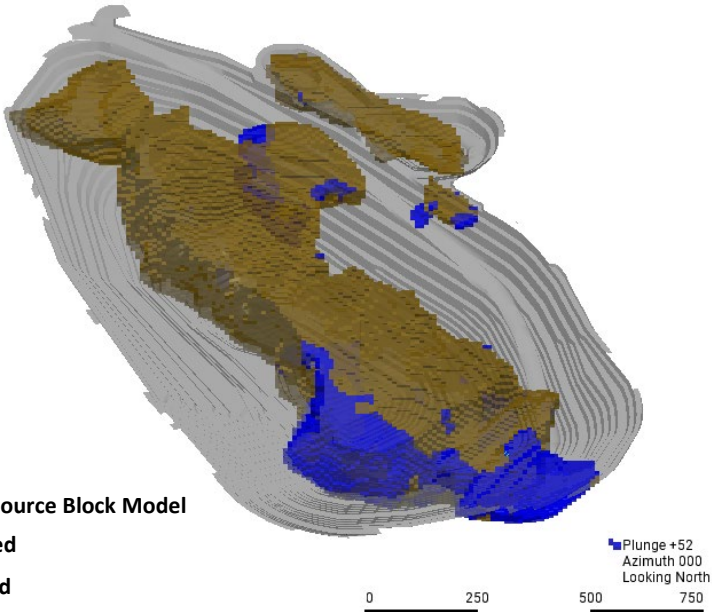 ource Block Model
ed
d
Plunge +52
Azimuth 000
Looking North
0 250 500 750